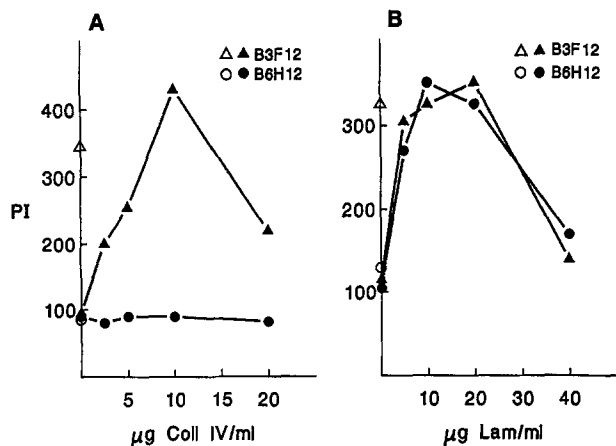 A
△ ▲ B3F12
○ ● B6H12
400
300
PI
200
100
5 10 15 20
µg Coll IV/ml
B
△ ▲ B3F12
○ ● B6H12
300
200
100
10 20 30 40
µg Lam/ml